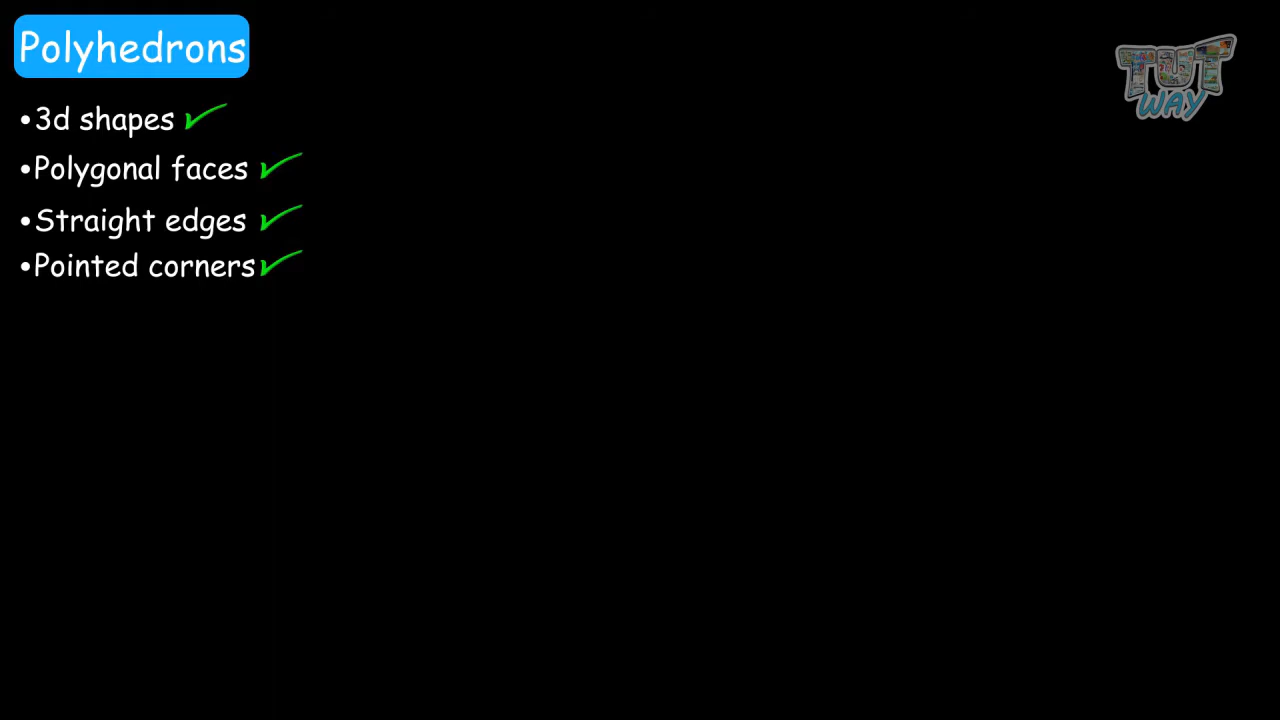 Polyhedrons
TUT
WAY
•3d shapes
•Polygonal faces
•Straight edges
•Pointed corners